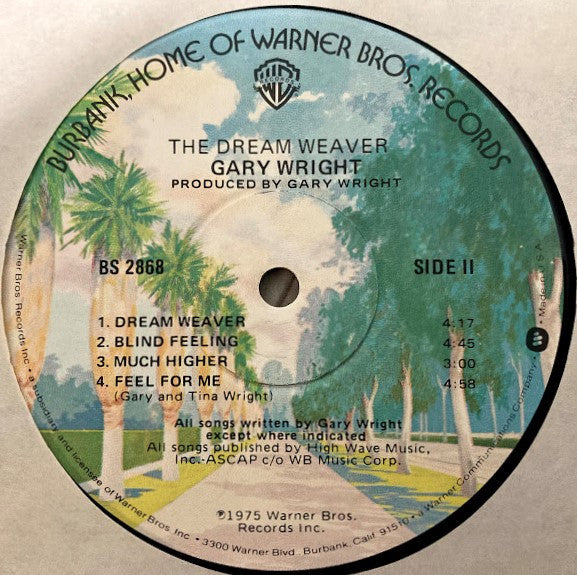 BURBANK, HOME OF WARNER BROS. RECORDS
RECORDS
THE DREAM WEAVER
GARY WRIGHT
PRODUCED BY GARY WRIGHT
BS 2868
SIDE II
1. DREAM WEAVER 4:17
2. BLIND FEELING 4:45
3. MUCH HIGHER 3:00
4. FEEL FOR ME 4:58
(Gary and Tina Wright)
All songs written by Gary Wright
except where indicated
All songs published by High Wave Music,
Inc.-ASCAP c/o WB Music Corp.
℗1975 Warner Bros.
Records Inc.
Warner Bros. Records Inc. • a subsidiary and licensee of Warner Bros. Inc. • 3300 Warner Blvd., Burbank, Calif. 91510 • a Warner Communications Company • Made in U.S.A.